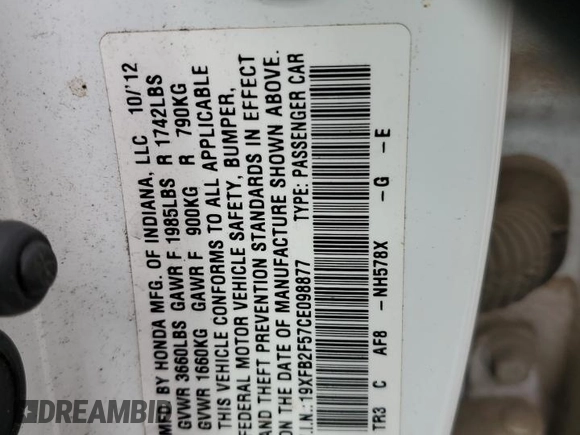 MFD BY HONDA MFG. OF INDIANA, LLC 10/'12
GVWR 3660LBS GAWR F 1985LBS R 1742LBS
GVWR 1660KG GAWR F 900KG R 790KG
THIS VEHICLE CONFORMS TO ALL APPLICABLE
FEDERAL MOTOR VEHICLE SAFETY, BUMPER,
AND THEFT PREVENTION STANDARDS IN EFFECT
ON THE DATE OF MANUFACTURE SHOWN ABOVE.
.I.N.:19XFB2F57CE098877 TYPE: PASSENGER CAR
TR3 C AF8 -NH578X -G -E
DREAMBID